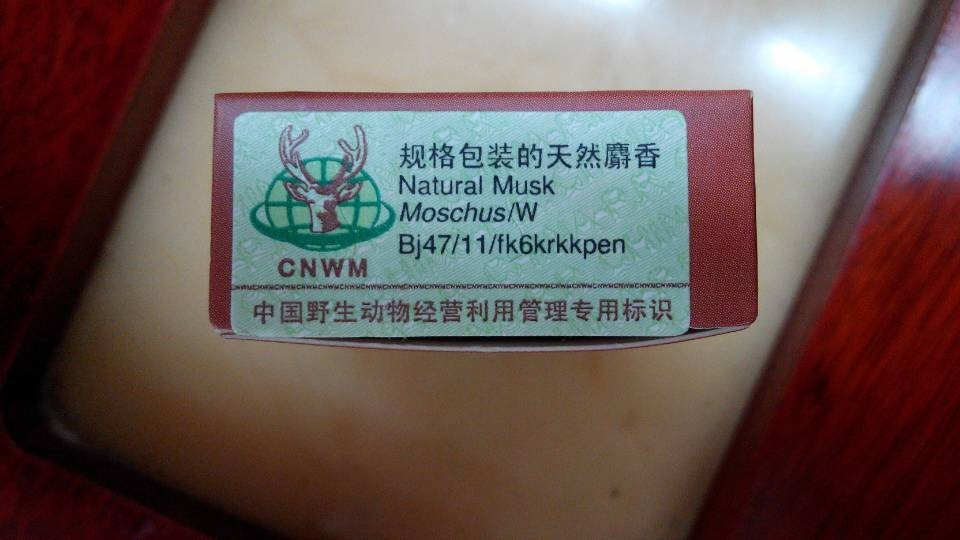 规格包装的天然麝香
Natural Musk
Moschus/W
Bj47/11/fk6krkkpen
CNWM
中国野生动物经营利用管理专用标识